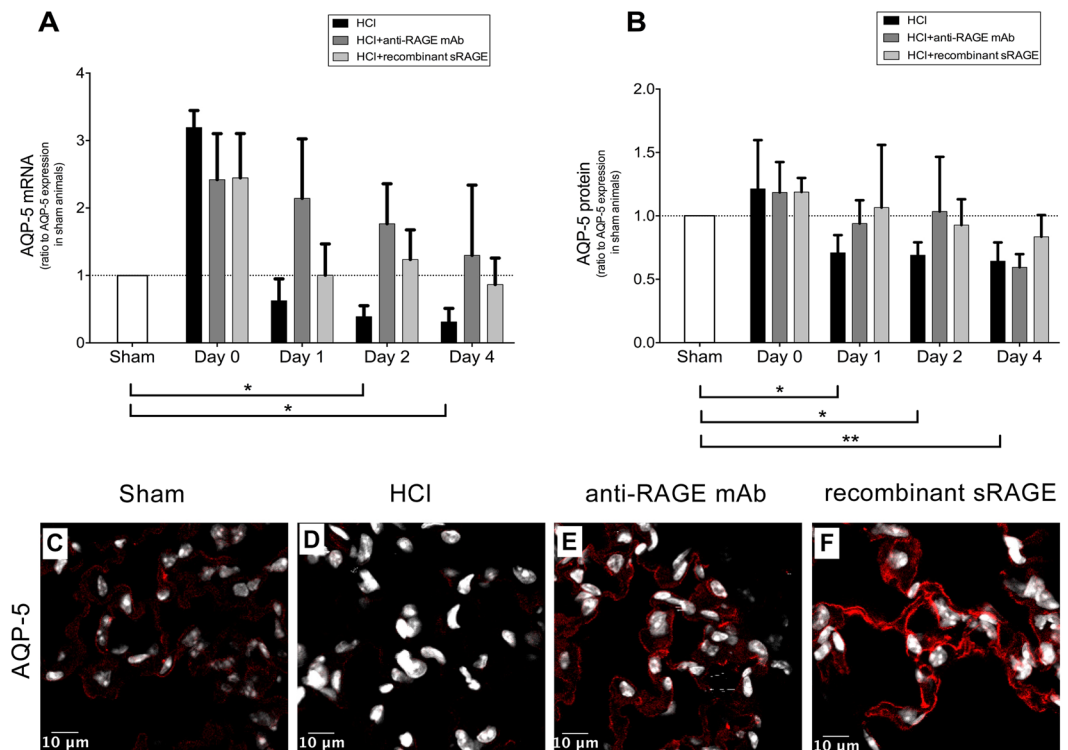 A
HCl
HCl+anti-RAGE mAb
HCl+recombinant sRAGE
AQP-5 mRNA
(ratio to AQP-5 expression
in sham animals)
4
3
2
1
0
Sham
Day 0
Day 1
Day 2
Day 4
*
*
B
HCl
HCl+anti-RAGE mAb
HCl+recombinant sRAGE
AQP-5 protein
(ratio to AQP-5 expression
in sham animals)
2.0
1.5
1.0
0.5
0.0
Sham
Day 0
Day 1
Day 2
Day 4
*
*
**
Sham
HCl
anti-RAGE mAb
recombinant sRAGE
AQP-5
C
10 µm
D
10 µm
E
10 µm
F
10 µm